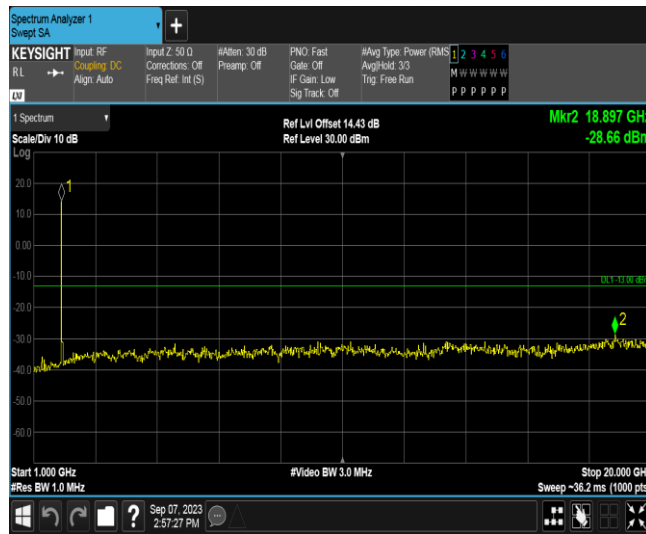 Spectrum Analyzer 1
Swept SA
+
KEYSIGHT
RL
LXI
Input: RF
Coupling: DC
Align: Auto
Input Z: 50 Ω
Corrections: Off
Freq Ref: Int (S)
#Atten: 30 dB
Preamp: Off
PNO: Fast
Gate: Off
IF Gain: Low
Sig Track: Off
#Avg Type: Power (RMS
Avg|Hold: 3/3
Trig: Free Run
1 2 3 4 5 6
M W W W W W
P P P P P P
1 Spectrum
Scale/Div 10 dB
Log
Ref Lvl Offset 14.43 dB
Ref Level 30.00 dBm
Mkr2 18.897 GHz
-28.66 dBm
20.0
10.0
0.00
-10.0
-20.0
-30.0
-40.0
-50.0
-60.0
1
DL1 -13.00 dBm
2
Start 1.000 GHz
#Res BW 1.0 MHz
#Video BW 3.0 MHz
Stop 20.000 GHz
Sweep ~36.2 ms (1000 pts)
?
Sep 07, 2023
2:57:27 PM